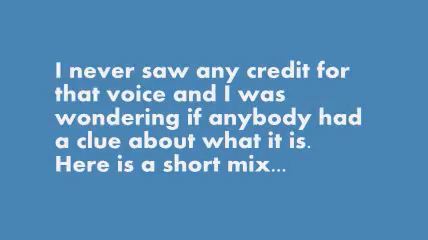 I never saw any credit for
that voice and I was
wondering if anybody had
a clue about what it is.
Here is a short mix...